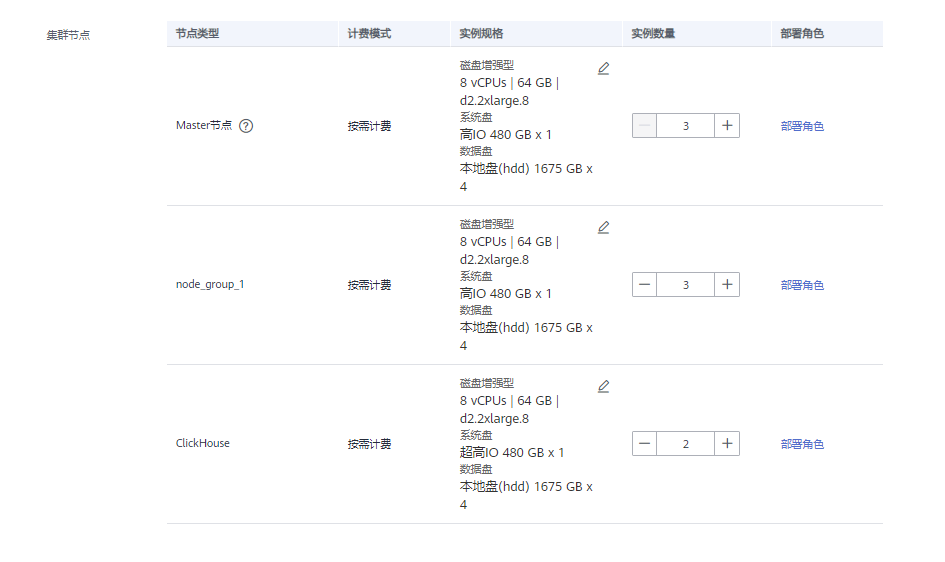 集群节点
节点类型 计费模式 实例规格 实例数量 部署角色
磁盘增强型
8 vCPUs | 64 GB |
d2.2xlarge.8
系统盘
Master节点 ? 按需计费 高IO 480 GB x 1 3 部署角色
数据盘
本地盘(hdd) 1675 GB x
4
磁盘增强型
8 vCPUs | 64 GB |
d2.2xlarge.8
系统盘
node_group_1 按需计费 高IO 480 GB x 1 3 部署角色
数据盘
本地盘(hdd) 1675 GB x
4
磁盘增强型
8 vCPUs | 64 GB |
d2.2xlarge.8
系统盘
ClickHouse 按需计费 超高IO 480 GB x 1 2 部署角色
数据盘
本地盘(hdd) 1675 GB x
4